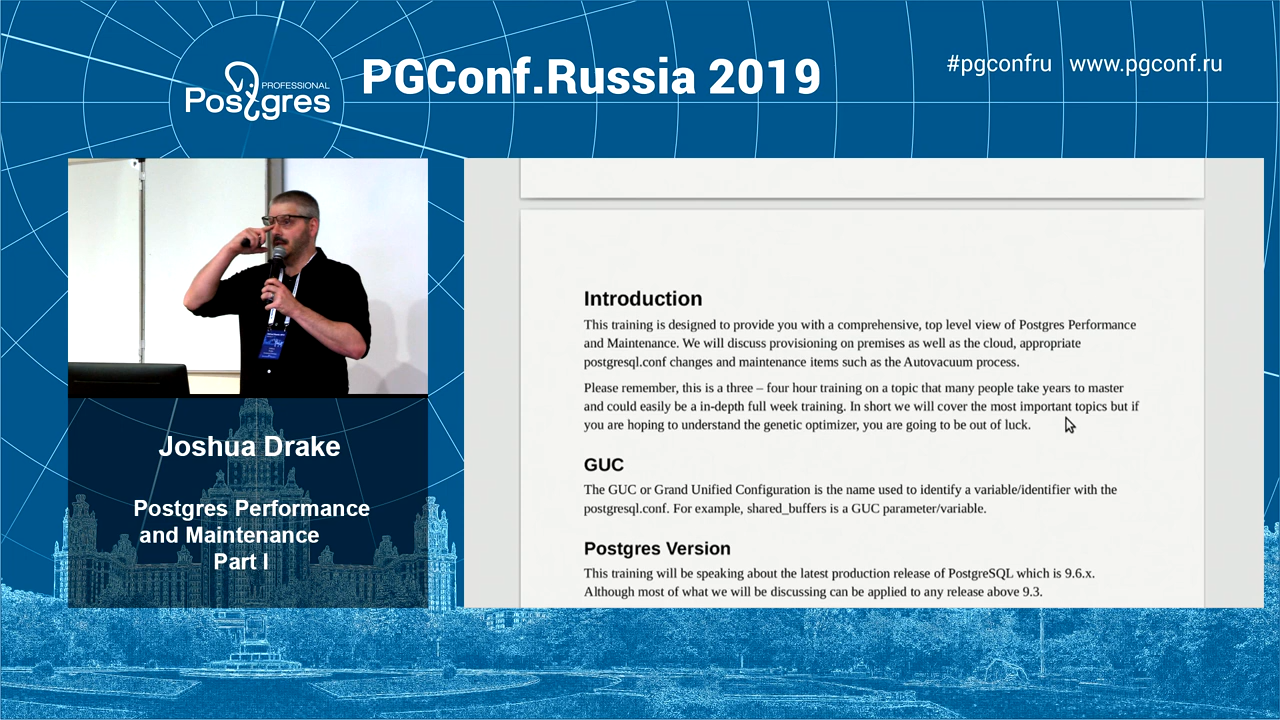 PROFESSIONAL
Postgres
PGConf.Russia 2019
#pgconfru www.pgconf.ru
Joshua Drake
Postgres Performance
and Maintenance
Part I
Introduction
This training is designed to provide you with a comprehensive, top level view of Postgres Performance
and Maintenance. We will discuss provisioning on premises as well as the cloud, appropriate
postgresql.conf changes and maintenance items such as the Autovacuum process.
Please remember, this is a three – four hour training on a topic that many people take years to master
and could easily be a in-depth full week training. In short we will cover the most important topics but if
you are hoping to understand the genetic optimizer, you are going to be out of luck.
GUC
The GUC or Grand Unified Configuration is the name used to identify a variable/identifier with the
postgresql.conf. For example, shared_buffers is a GUC parameter/variable.
Postgres Version
This training will be speaking about the latest production release of PostgreSQL which is 9.6.x.
Although most of what we will be discussing can be applied to any release above 9.3.